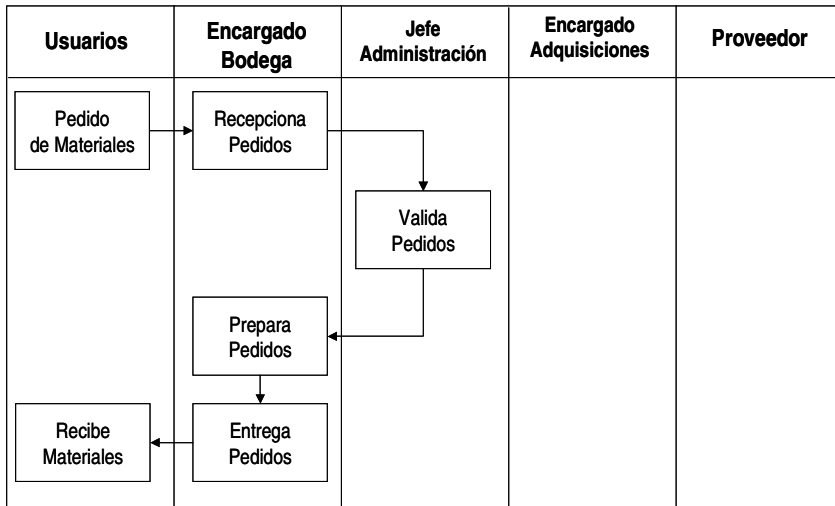 Usuarios
Encargado
Bodega
Jefe
Administración
Encargado
Adquisiciones
Proveedor
Pedido
de Materiales
Recepciona
Pedidos
Valida
Pedidos
Prepara
Pedidos
Recibe
Materiales
Entrega
Pedidos